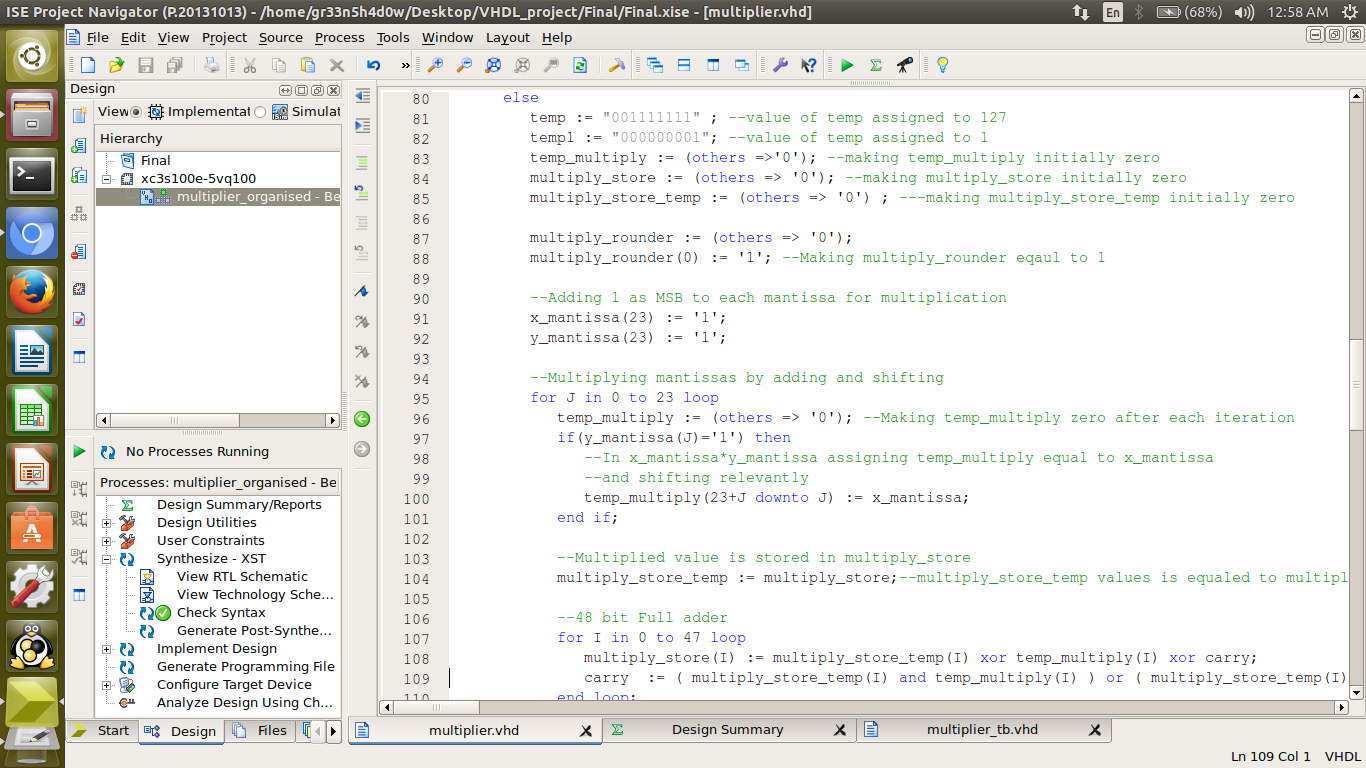 ISE Project Navigator (P.20131013) - /home/gr33n5h4d0w/Desktop/VHDL_project/Final/Final.xise - [multiplier.vhd]
En (68%) 12:58 AM
File Edit View Project Source Process Tools Window Layout Help
»
Design
View Implementat Simulat
Hierarchy
Final
xc3s100e-5vq100
multiplier_organised - Be
No Processes Running
Processes: multiplier_organised - Be
Design Summary/Reports
Design Utilities
User Constraints
Synthesize - XST
View RTL Schematic
View Technology Sche...
Check Syntax
Generate Post-Synthe...
Implement Design
Generate Programming File
Configure Target Device
Analyze Design Using Ch...
Start Design Files
80 else
81 temp := "001111111" ; --value of temp assigned to 127
82 temp1 := "000000001"; --value of temp assigned to 1
83 temp_multiply := (others =>'0'); --making temp_multiply initially zero
84 multiply_store := (others => '0'); --making multiply_store initially zero
85 multiply_store_temp := (others => '0') ; ---making multiply_store_temp initially zero
86
87 multiply_rounder := (others => '0');
88 multiply_rounder(0) := '1'; --Making multiply_rounder eqaul to 1
89
90 --Adding 1 as MSB to each mantissa for multiplication
91 x_mantissa(23) := '1';
92 y_mantissa(23) := '1';
93
94 --Multiplying mantissas by adding and shifting
95 for J in 0 to 23 loop
96 temp_multiply := (others => '0'); --Making temp_multiply zero after each iteration
97 if(y_mantissa(J)='1') then
98 --In x_mantissa*y_mantissa assigning temp_multiply equal to x_mantissa
99 --and shifting relevantly
100 temp_multiply(23+J downto J) := x_mantissa;
101 end if;
102
103 --Multiplied value is stored in multiply_store
104 multiply_store_temp := multiply_store;--multiply_store_temp values is equaled to multipl
105
106 --48 bit Full adder
107 for I in 0 to 47 loop
108 multiply_store(I) := multiply_store_temp(I) xor temp_multiply(I) xor carry;
109 carry := ( multiply_store_temp(I) and temp_multiply(I) ) or ( multiply_store_temp(I)
110 end loop;
multiplier.vhd Design Summary multiplier_tb.vhd
Ln 109 Col 1 VHDL